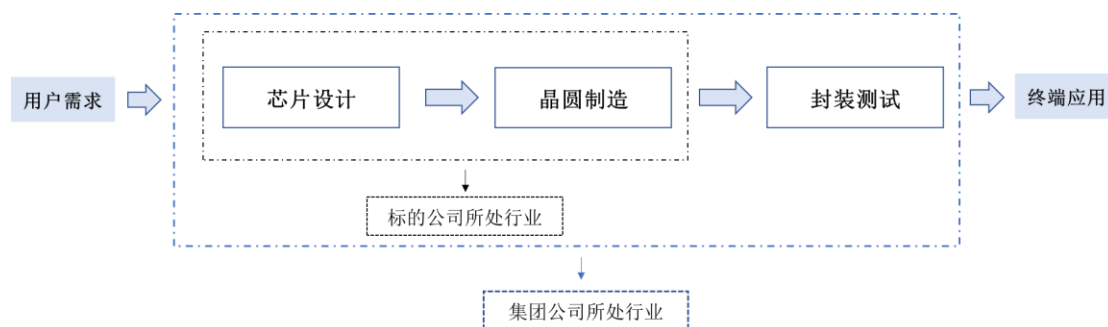 用户需求
芯片设计
晶圆制造
封装测试
终端应用
标的公司所处行业
集团公司所处行业